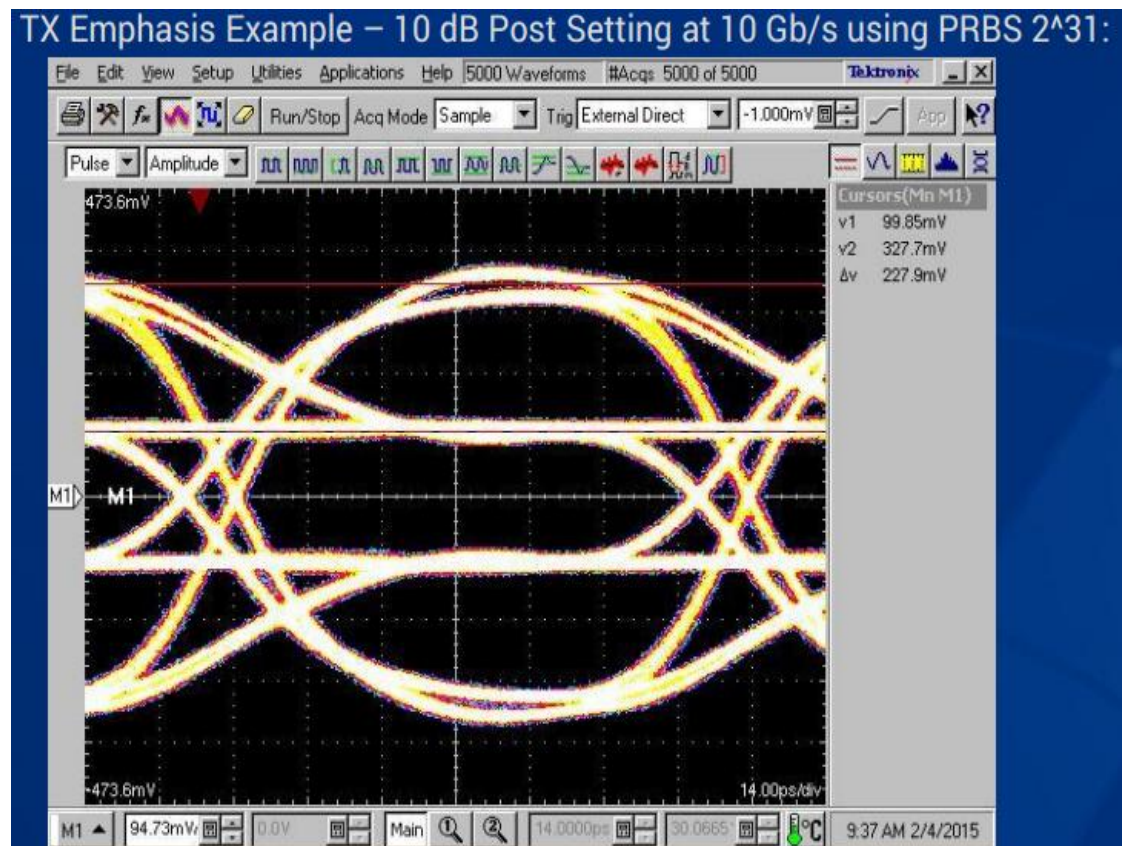 TX Emphasis Example – 10 dB Post Setting at 10 Gb/s using PRBS 2^31:
File Edit View Setup Utilities Applications Help 5000 Waveforms #Acqs 5000 of 5000 Tektronix
Run/Stop Acq Mode Sample Trig External Direct -1.000mV App
Pulse Amplitude
473.6mV
Cursors(Mn M1)
v1 99.85mV
v2 327.7mV
Δv 227.9mV
M1 M1
-473.6mV 14.00ps/div
M1 94.73mV/ 0.0V Main 1 2 14.0000ps 30.0665 °C 9:37 AM 2/4/2015